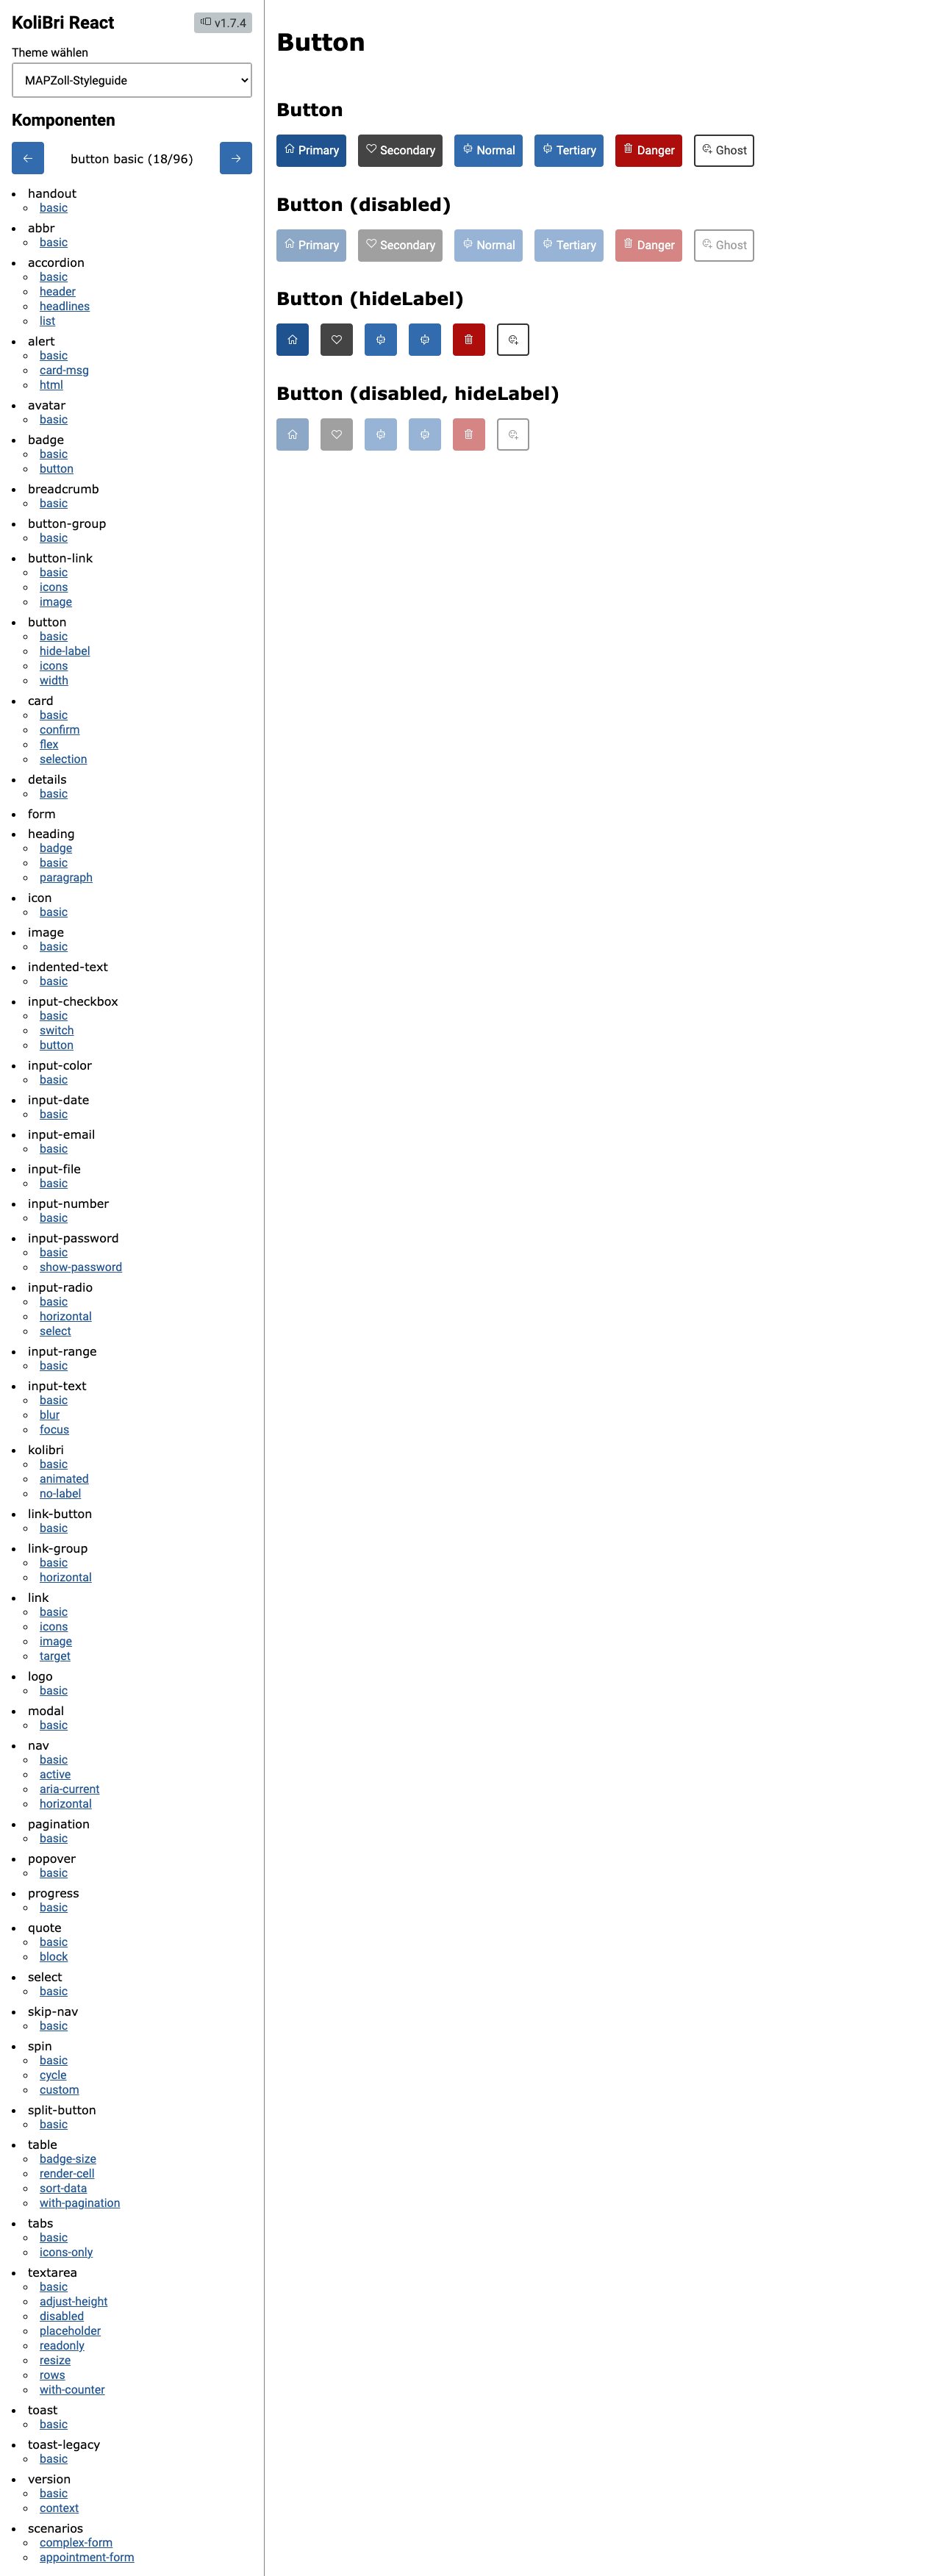 KoliBri React
v1.7.4
Theme wählen
MAPZoll-Styleguide
Komponenten
button basic (18/96)
handout
basic
abbr
basic
accordion
basic
header
headlines
list
alert
basic
card-msg
html
avatar
basic
badge
basic
button
breadcrumb
basic
button-group
basic
button-link
basic
icons
image
button
basic
hide-label
icons
width
card
basic
confirm
flex
selection
details
basic
form
heading
badge
basic
paragraph
icon
basic
image
basic
indented-text
basic
input-checkbox
basic
switch
button
input-color
basic
input-date
basic
input-email
basic
input-file
basic
input-number
basic
input-password
basic
show-password
input-radio
basic
horizontal
select
input-range
basic
input-text
basic
blur
focus
kolibri
basic
animated
no-label
link-button
basic
link-group
basic
horizontal
link
basic
icons
image
target
logo
basic
modal
basic
nav
basic
active
aria-current
horizontal
pagination
basic
popover
basic
progress
basic
quote
basic
block
select
basic
skip-nav
basic
spin
basic
cycle
custom
split-button
basic
table
badge-size
render-cell
sort-data
with-pagination
tabs
basic
icons-only
textarea
basic
adjust-height
disabled
placeholder
readonly
resize
rows
with-counter
toast
basic
toast-legacy
basic
version
basic
context
scenarios
complex-form
appointment-form
Button
Button
Primary Secondary Normal Tertiary Danger Ghost
Button (disabled)
Primary Secondary Normal Tertiary Danger Ghost
Button (hideLabel)
Button (disabled, hideLabel)